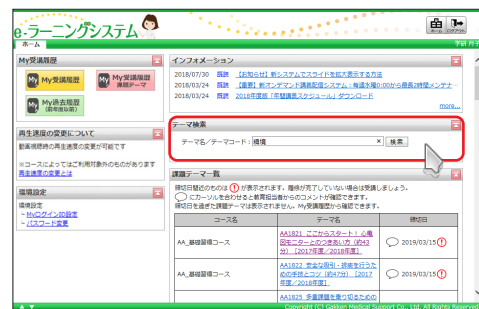 e-ラーニングシステム
ホーム ログアウト
ホーム
学研 月子
My受講履歴
My My受講履歴
My My受講履歴
課題テーマ
My My過去履歴
(前年度以前)
再生速度の変更について
動画視聴時の再生速度の変更が可能です
※コースによってはご利用対象外のものがあります
再生速度の変更とは
環境設定
環境設定
- MyログインID設定
- パスワード変更
インフォメーション
2018/07/30 既読 【お知らせ】新システムでスライドを拡大表示する方法
2018/03/24 既読 【重要】新オンデマンド講義配信システム：毎週水曜0:00から最長2時間メンテナ…
2018/03/24 既読 2018年度版「年間講義スケジュール」ダウンロード
more...
テーマ検索
テーマ名／テーマコード：環境 × 検索
課題テーマ一覧
締切日間近のものは が表示されます。履修が完了していない場合は受講しましょう。
にカーソルを合わせると教育担当者からのコメントが確認できます。
締切日を過ぎた課題テーマは表示されません。My受講履歴から確認できます。
コース名 テーマ名 締切日
AA_基礎習得コース AA1821 ここからスタート！ 心電図モニターとのつきあい方（約43分）［2017年度／2018年度］ 2019/03/15
AA_基礎習得コース AA1822 安全な吸引・排痰を行うための手技とコツ（約47分）［2017年度／2018年度］ 2019/03/15
AA1825 多重課題を乗り切るための
Copyright (C) Gakken Medical Support Co., Ltd. All Rights Reserved